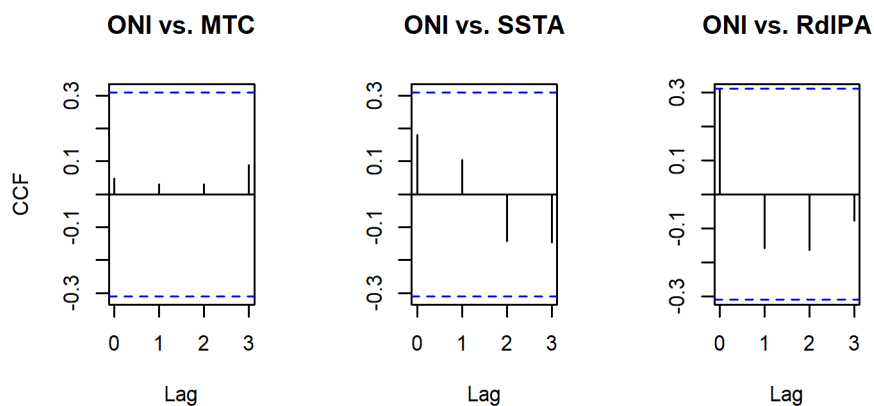 ONI vs. MTC
ONI vs. SSTA
ONI vs. RdlPA
CCF
0.3
0.1
-0.1
-0.3
0 1 2 3
Lag
0.3
0.1
-0.1
-0.3
0 1 2 3
Lag
0.3
0.1
-0.1
-0.3
0 1 2 3
Lag